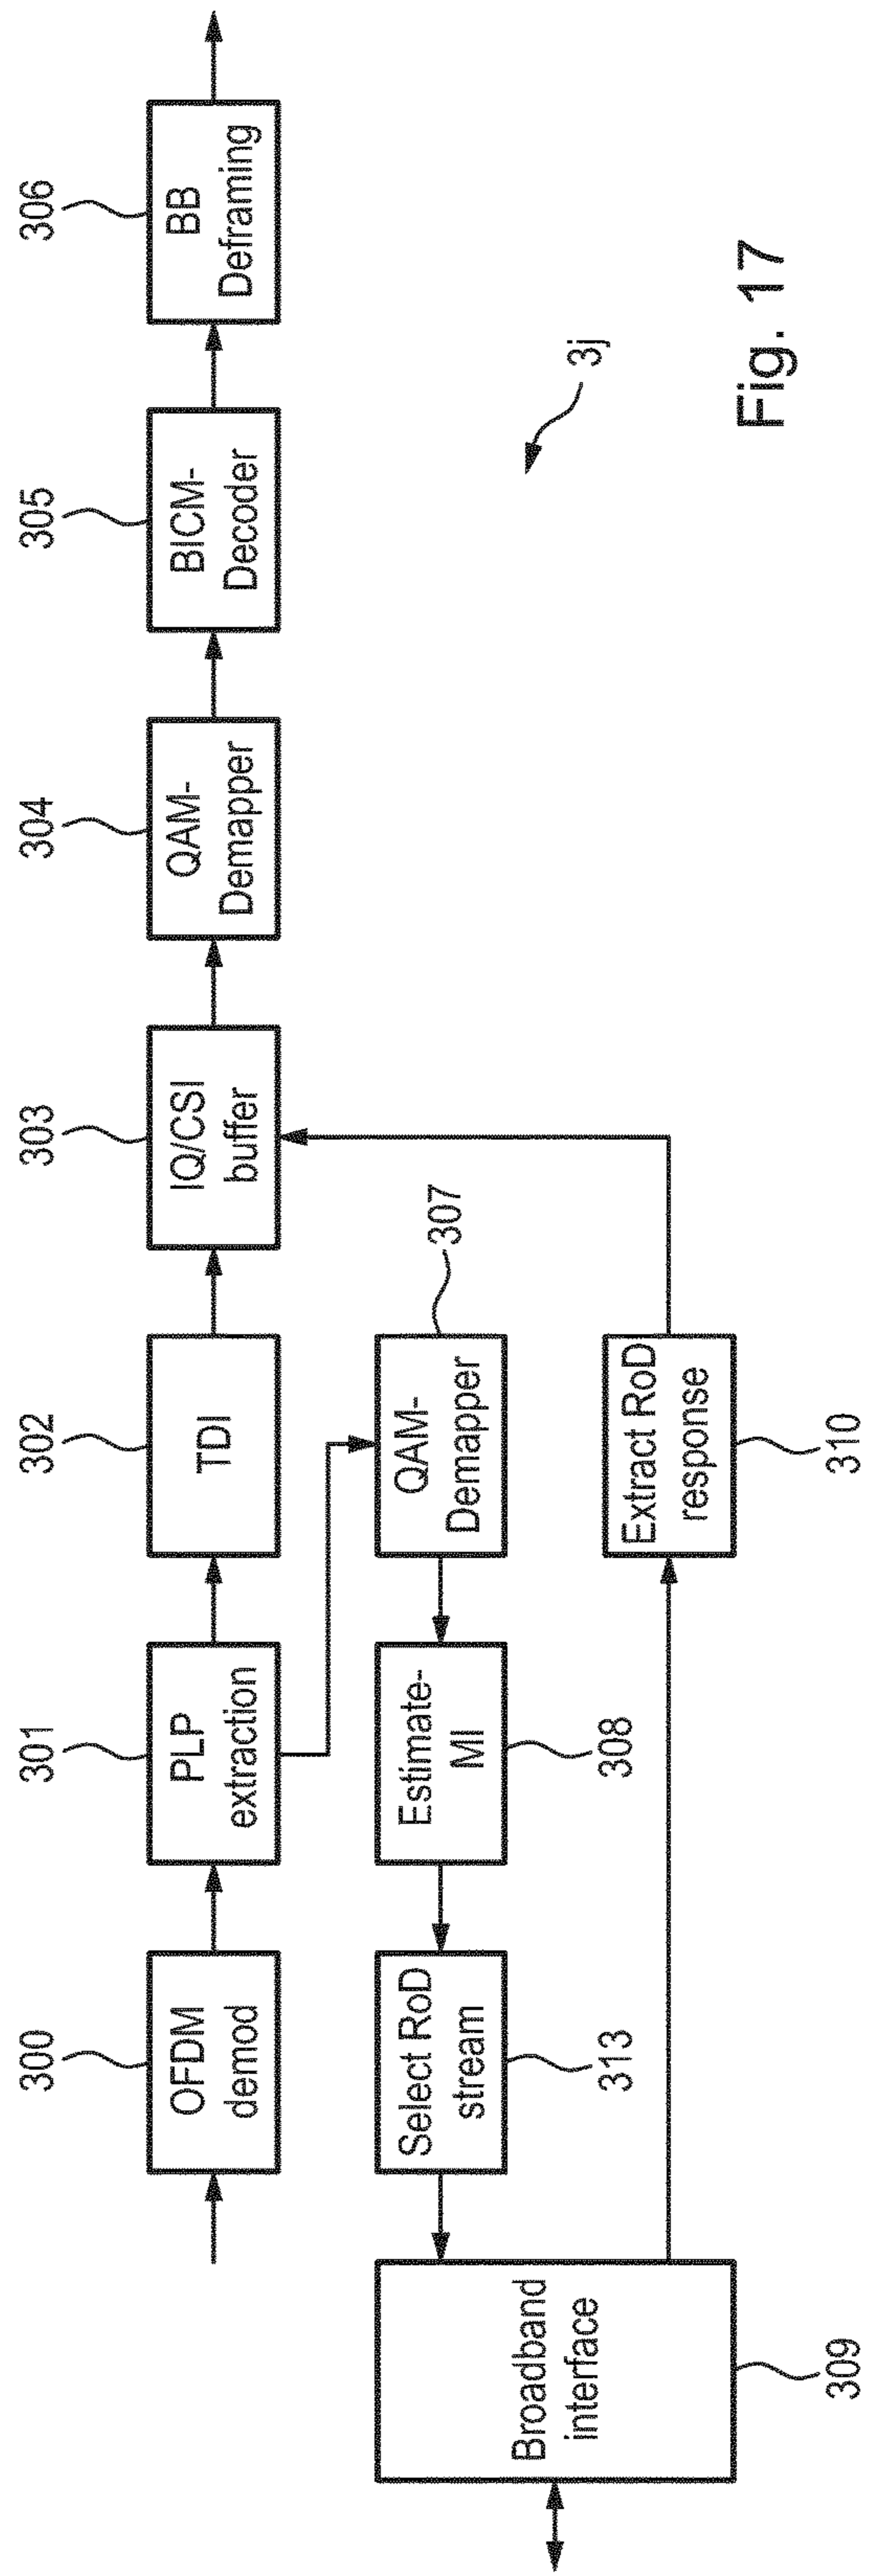 300
OFDM
demod
301
PLP
extraction
302
TDI
303
IQ/CSI
buffer
304
QAM-
Demapper
305
BICM-
Decoder
306
BB
Deframing
Broadband
interface
309
Select RoD
stream
313
Estimate-
MI
308
QAM-
Demapper
307
Extract RoD
response
310
3j
Fig. 17